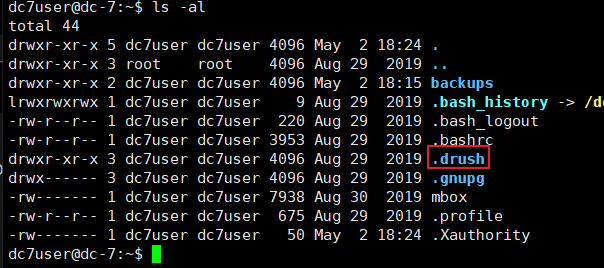 dc7user@dc-7:~$ ls -al
total 44
drwxr-xr-x 5 dc7user dc7user 4096 May  2 18:24 .
drwxr-xr-x 3 root    root    4096 Aug 29  2019 ..
drwxr-xr-x 2 dc7user dc7user 4096 May  2 18:15 backups
lrwxrwxrwx 1 dc7user dc7user    9 Aug 29  2019 .bash_history -> /d
-rw-r--r-- 1 dc7user dc7user  220 Aug 29  2019 .bash_logout
-rw-r--r-- 1 dc7user dc7user 3953 Aug 29  2019 .bashrc
drwxr-xr-x 3 dc7user dc7user 4096 Aug 29  2019 .drush
drwx------ 3 dc7user dc7user 4096 Aug 29  2019 .gnupg
-rw------- 1 dc7user dc7user 7938 Aug 30  2019 mbox
-rw-r--r-- 1 dc7user dc7user  675 Aug 29  2019 .profile
-rw------- 1 dc7user dc7user   50 May  2 18:24 .Xauthority
dc7user@dc-7:~$